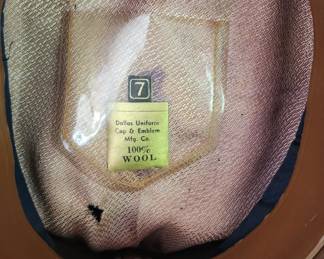 7
Dallas Uniform
Cap & Emblem
Mfg. Co.
100%
WOOL